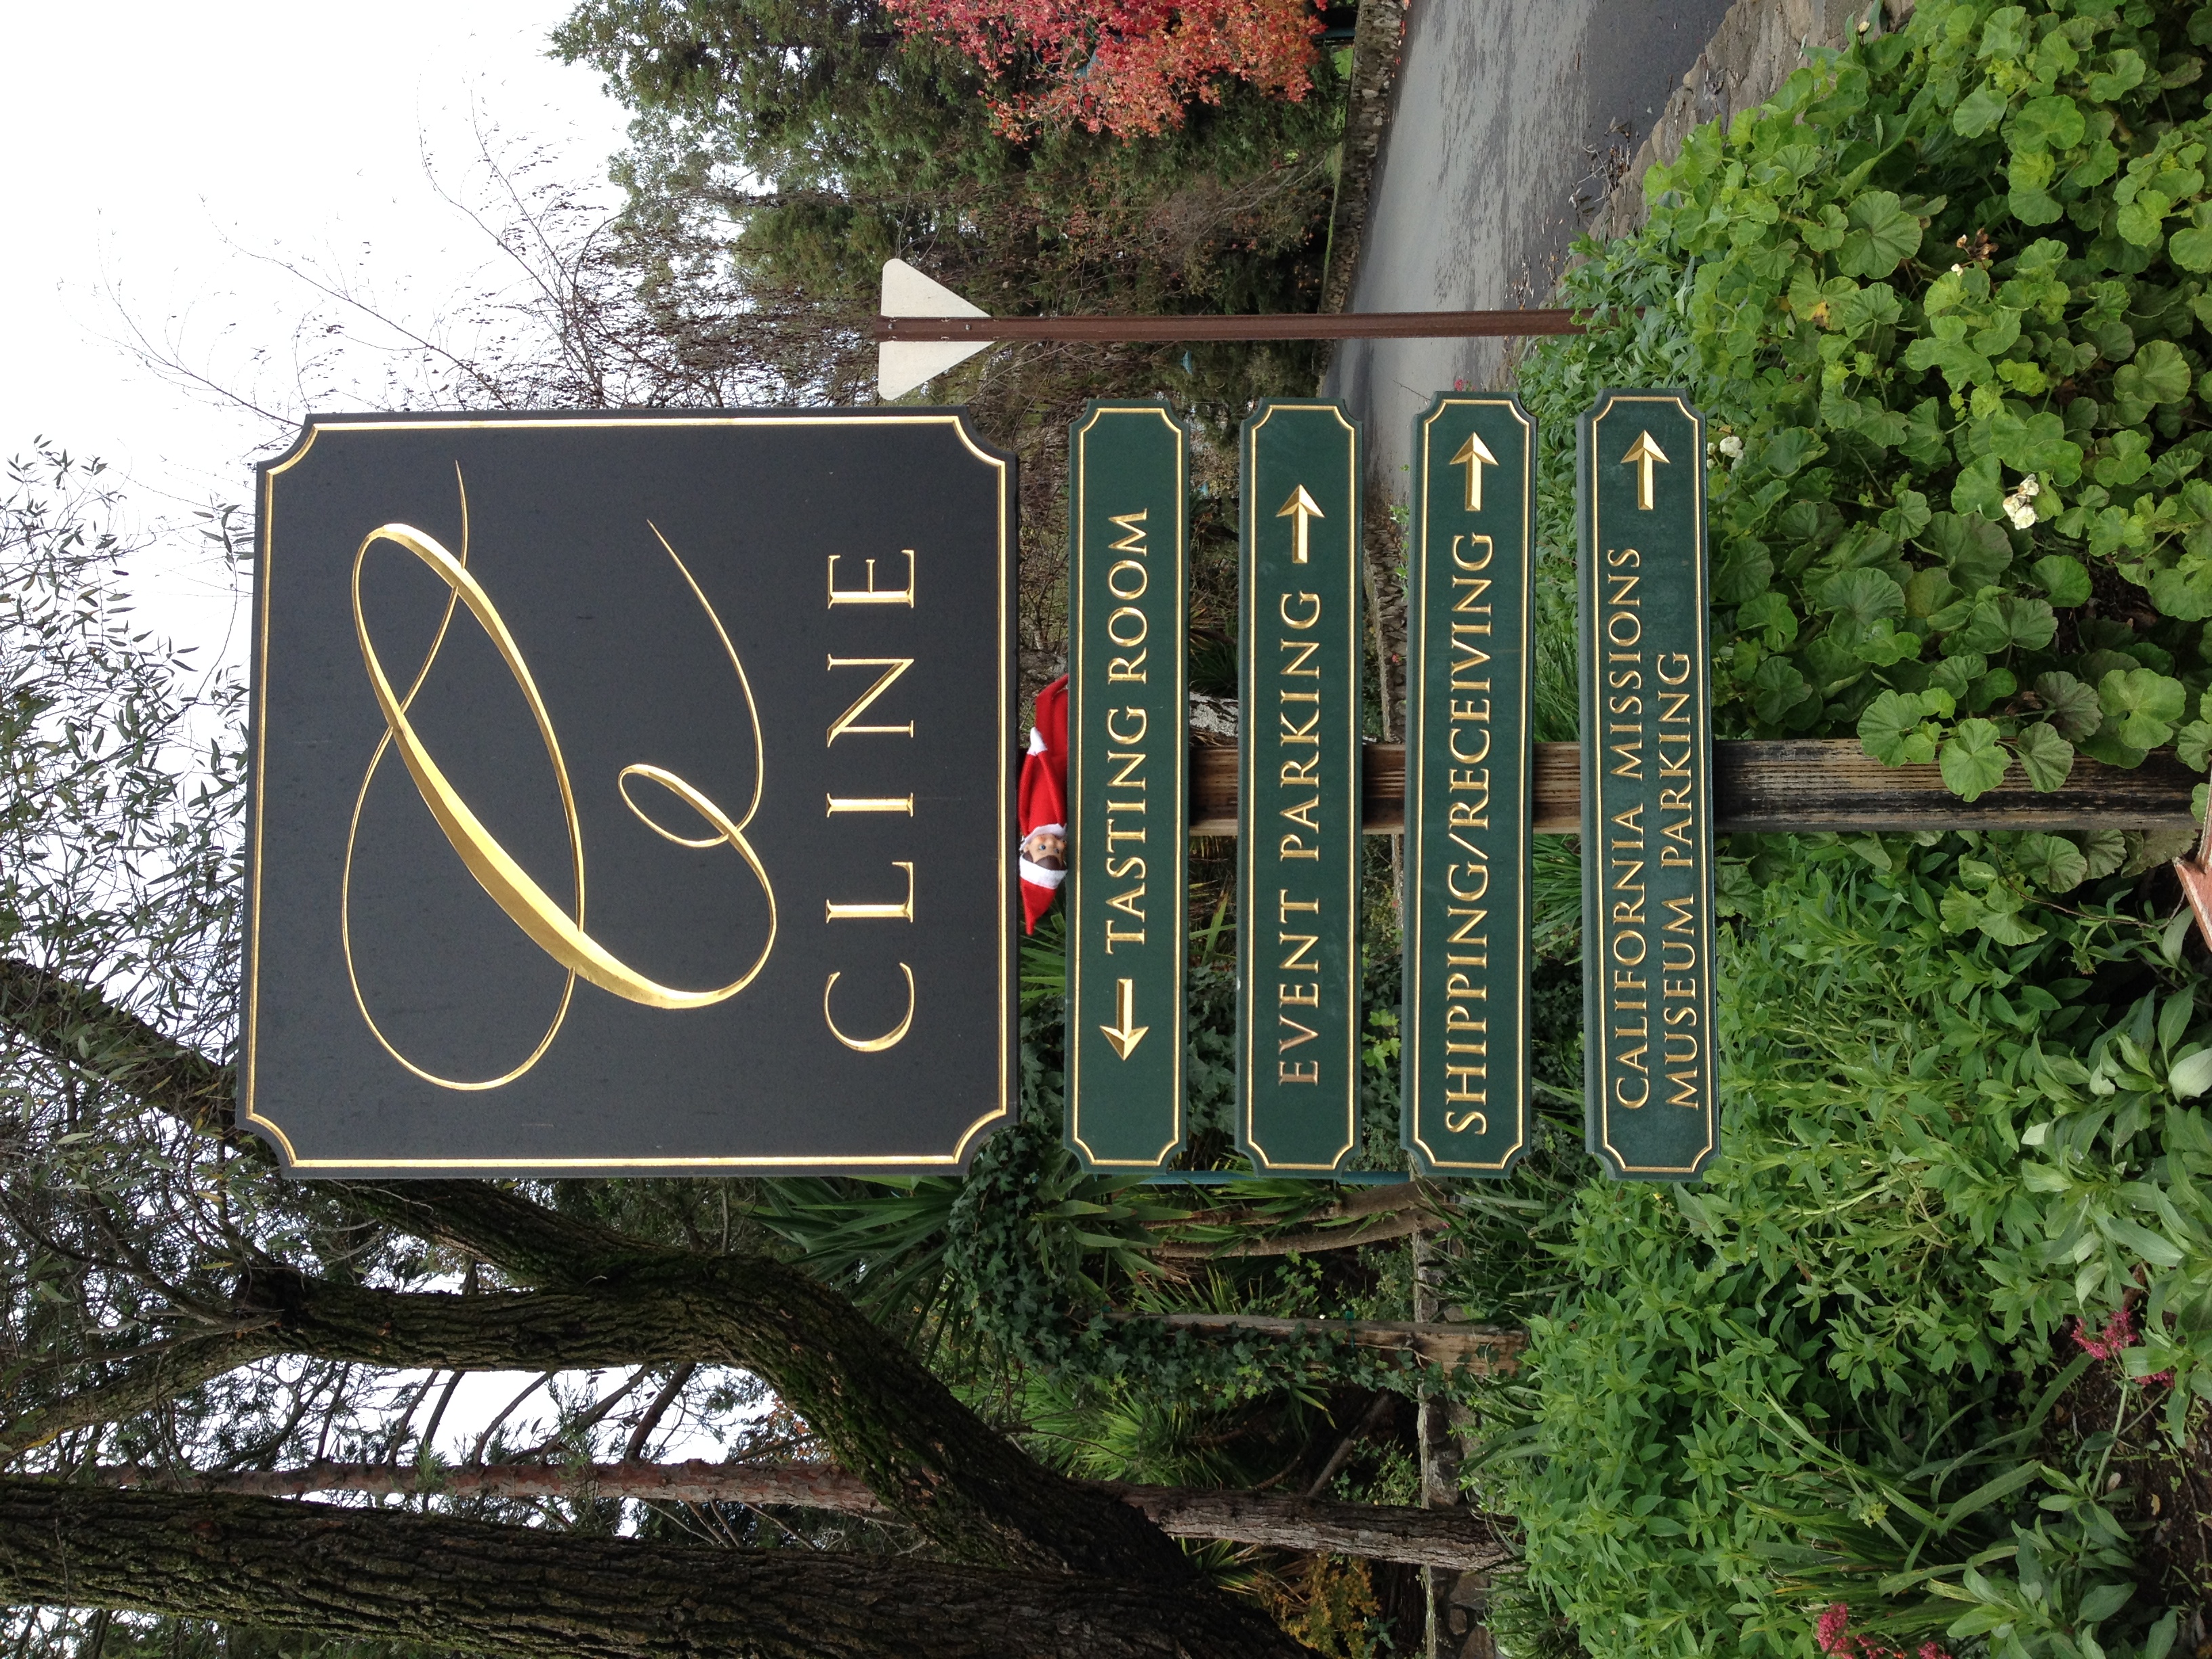 C
CLINE
← TASTING ROOM
EVENT PARKING →
SHIPPING/RECEIVING →
CALIFORNIA MISSIONS →
MUSEUM PARKING